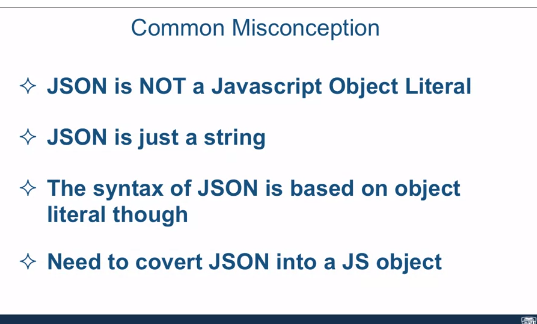 Common Misconception
JSON is NOT a Javascript Object Literal
JSON is just a string
The syntax of JSON is based on object
literal though
Need to covert JSON into a JS object